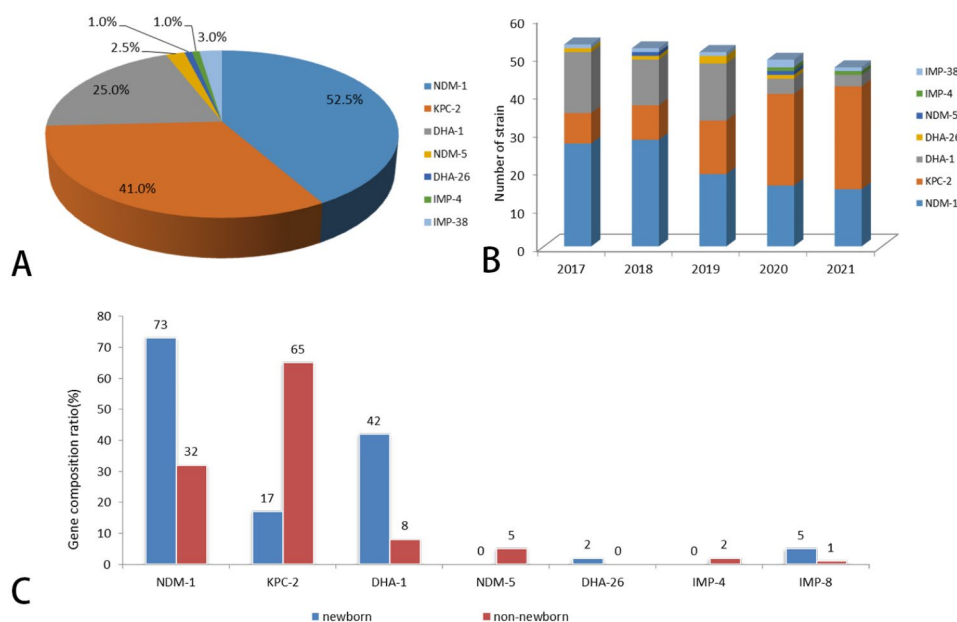 A
1.0%
1.0%
3.0%
2.5%
25.0%
52.5%
41.0%
NDM-1
KPC-2
DHA-1
NDM-5
DHA-26
IMP-4
IMP-38
B
Number of strain
60
50
40
30
20
10
0
2017 2018 2019 2020 2021
IMP-38
IMP-4
NDM-5
DHA-26
DHA-1
KPC-2
NDM-1
C
Gene composition ratio(%)
80
70
60
50
40
30
20
10
0
73 32 17 65 42 8 0 5 2 0 0 2 5 1
NDM-1 KPC-2 DHA-1 NDM-5 DHA-26 IMP-4 IMP-8
newborn non-newborn